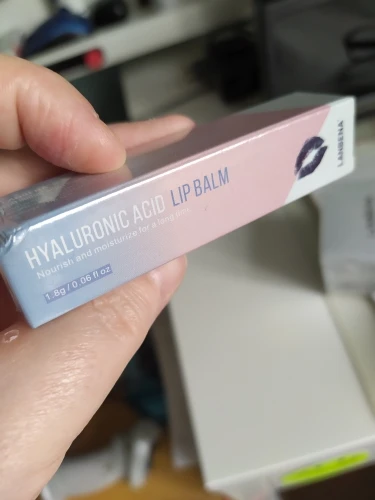 HYALURONIC ACID LIP BALM
Nourish and moisturize for a long time
1.8g / 0.06 fl oz
LANBENA